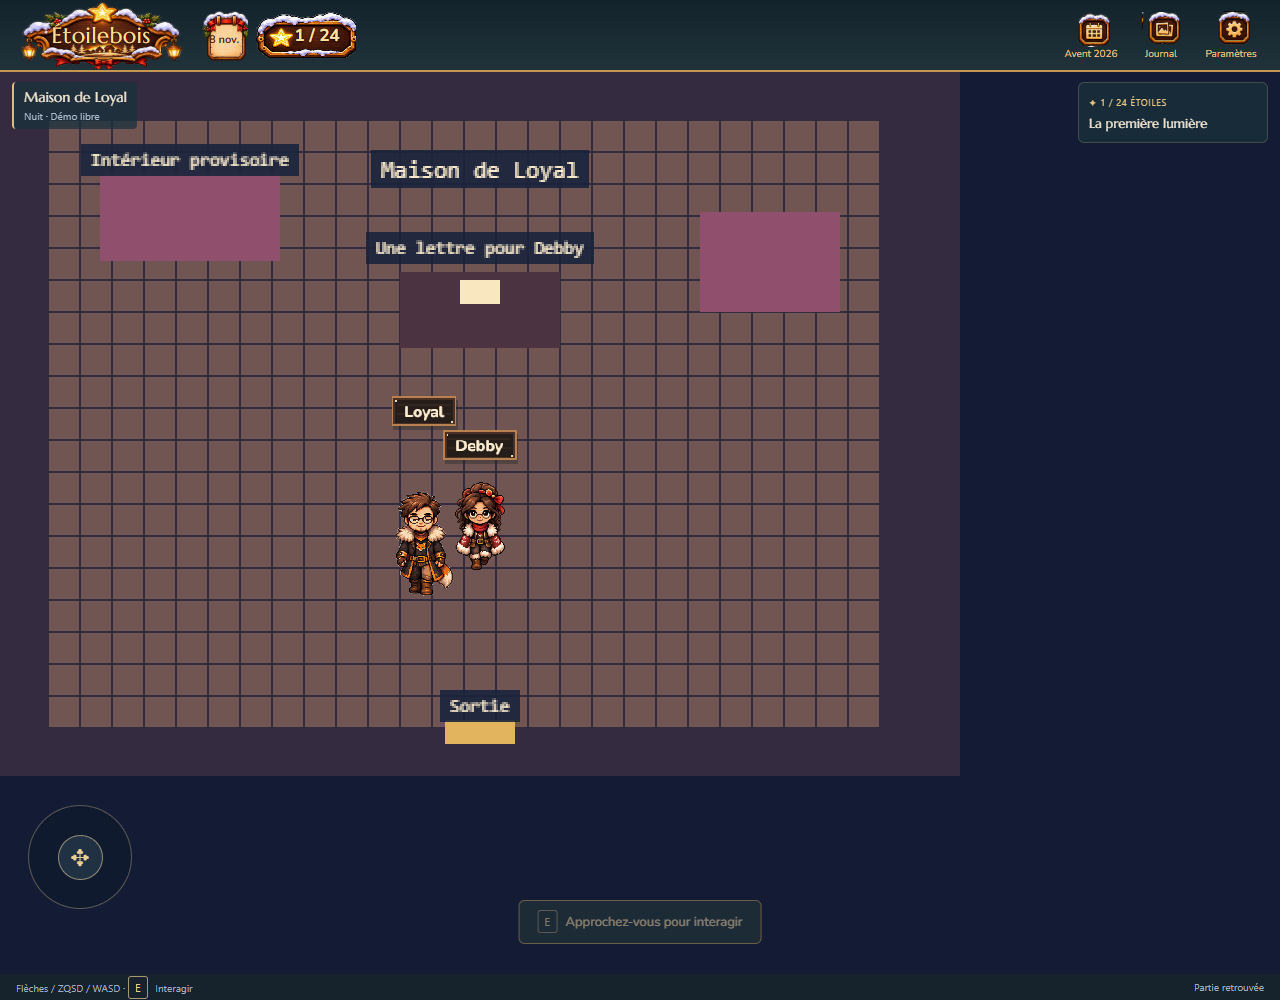 Étoilebois
3 nov.
1 / 24
Avent 2026
Journal
Paramètres
Maison de Loyal
Nuit · Démo libre
✦ 1 / 24 ÉTOILES
La première lumière
Intérieur provisoire
Maison de Loyal
Une lettre pour Debby
Loyal
Debby
Sortie
E Approchez-vous pour interagir
Flèches / ZQSD / WASD · E Interagir
Partie retrouvée